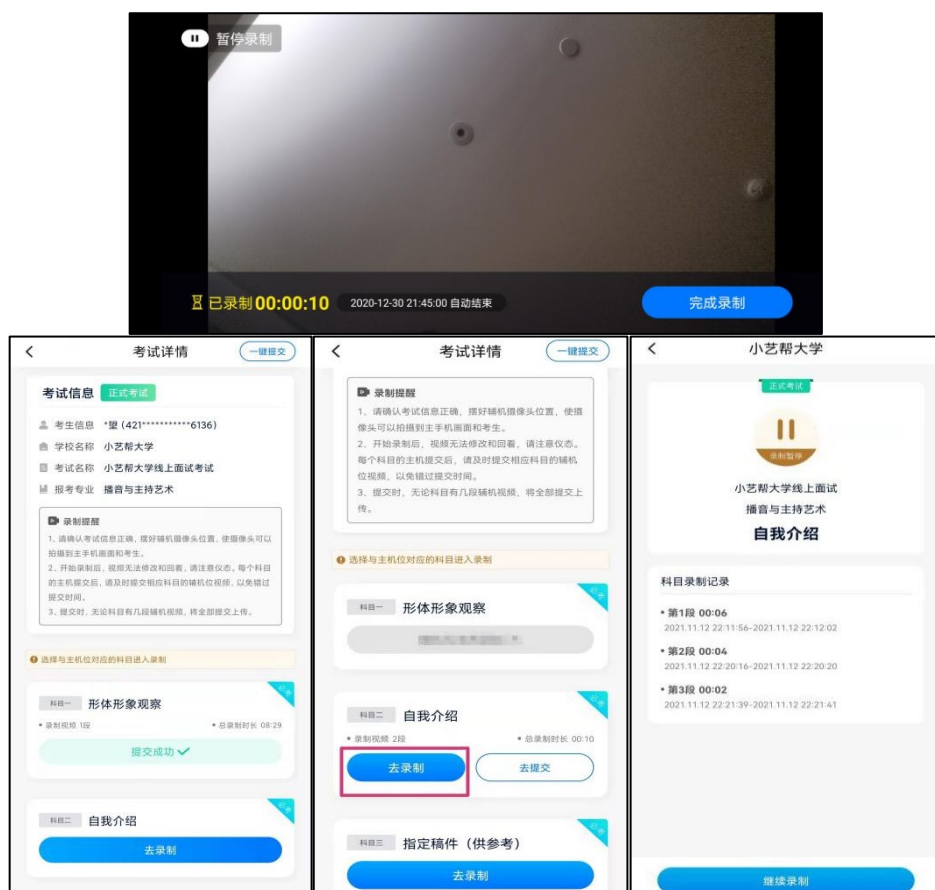 暂停录制
已录制 00:00:10 2020-12-30 21:45:00 自动结束
完成录制
考试详情
一键提交
考试信息 正式考试
考生信息 *望 (421***********6136)
学校名称 小艺帮大学
考试名称 小艺帮大学线上面试考试
报考专业 播音与主持艺术
录制提醒
1、请确认考试信息正确，摆好辅机摄像头位置，使摄像头可以
拍摄到主手机画面和考生。
2、开始录制后，视频无法修改和回看，请注意仪态。每个科目
的主机提交后，请及时提交相应科目的辅机位视频，以免错过
提交时间。
3、提交时，无论科目有几段辅机视频，将全部提交上传。
选择与主机位对应的科目进入录制
必考
科目一 形体形象观察
• 录制视频 1段 • 总录制时长 08:29
提交成功
必考
科目二 自我介绍
去录制
考试详情
一键提交
录制提醒
1、请确认考试信息正确，摆好辅机摄像头位置，使摄
像头可以拍摄到主手机画面和考生。
2、开始录制后，视频无法修改和回看，请注意仪态。
每个科目的主机提交后，请及时提交相应科目的辅机
位视频，以免错过提交时间。
3、提交时，无论科目有几段辅机视频，将全部提交上
传。
选择与主机位对应的科目进入录制
必考
科目一 形体形象观察
必考
科目二 自我介绍
• 录制视频 2段 • 总录制时长 00:10
去录制
去提交
必考
科目三 指定稿件（供参考）
去录制
小艺帮大学
正式考试
录制暂停
小艺帮大学线上面试
播音与主持艺术
自我介绍
科目录制记录
• 第1段 00:06
2021.11.12 22:11:56-2021.11.12 22:12:02
• 第2段 00:04
2021.11.12 22:20:16-2021.11.12 22:20:20
• 第3段 00:02
2021.11.12 22:21:39-2021.11.12 22:21:41
继续录制